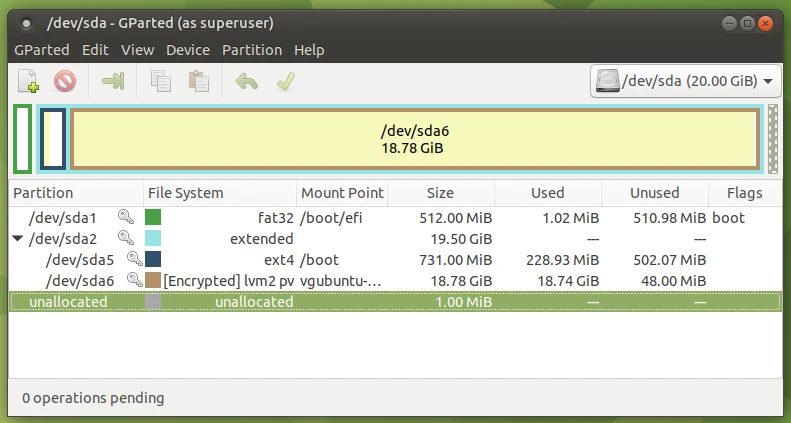 /dev/sda - GParted (as superuser)
GParted Edit View Device Partition Help
/dev/sda (20.00 GiB)
/dev/sda6
18.78 GiB
Partition File System Mount Point Size Used Unused Flags
/dev/sda1 fat32 /boot/efi 512.00 MiB 1.02 MiB 510.98 MiB boot
/dev/sda2 extended 19.50 GiB --- ---
/dev/sda5 ext4 /boot 731.00 MiB 228.93 MiB 502.07 MiB
/dev/sda6 [Encrypted] lvm2 pv vgubuntu-... 18.78 GiB 18.74 GiB 48.00 MiB
unallocated unallocated 1.00 MiB --- ---
0 operations pending